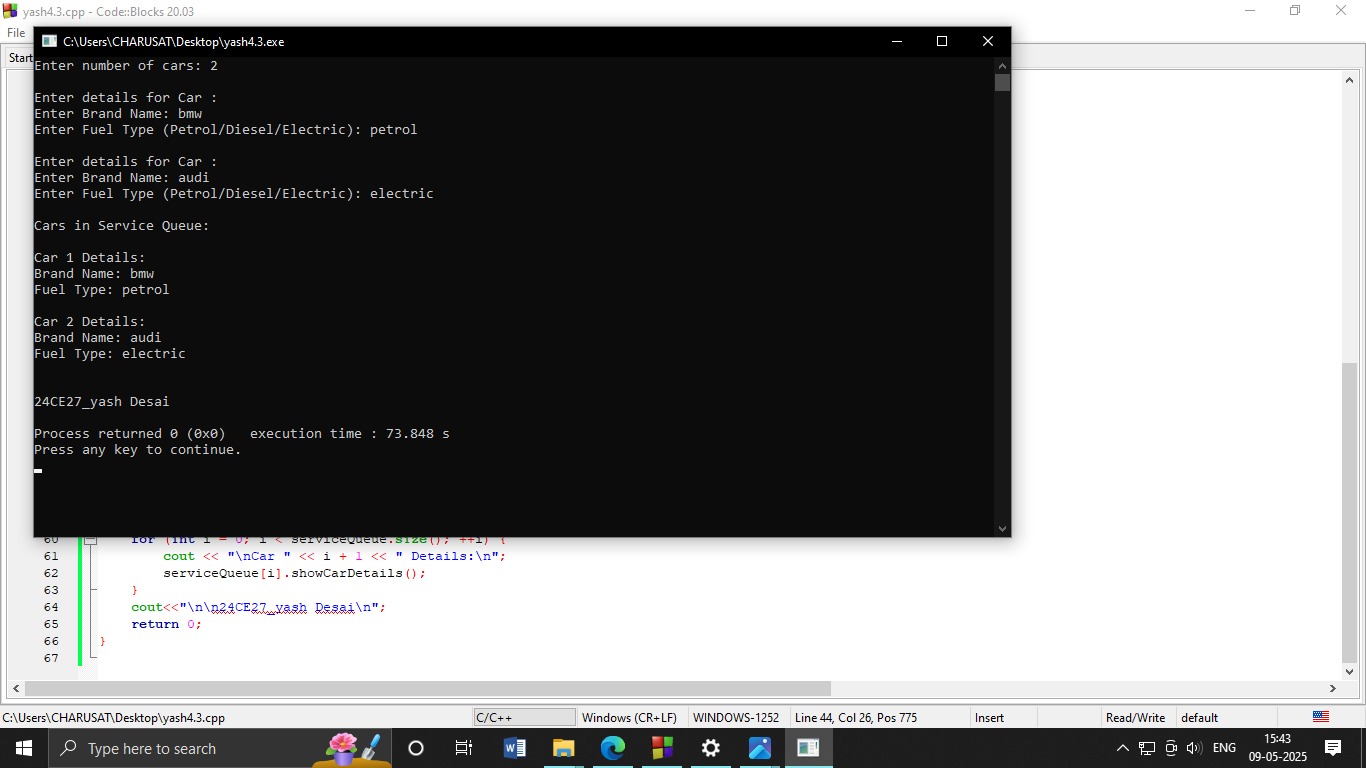 yash4.3.cpp - Code::Blocks 20.03
File
Start
C:\Users\CHARUSAT\Desktop\yash4.3.exe
Enter number of cars: 2
Enter details for Car :
Enter Brand Name: bmw
Enter Fuel Type (Petrol/Diesel/Electric): petrol
Enter details for Car :
Enter Brand Name: audi
Enter Fuel Type (Petrol/Diesel/Electric): electric
Cars in Service Queue:
Car 1 Details:
Brand Name: bmw
Fuel Type: petrol
Car 2 Details:
Brand Name: audi
Fuel Type: electric
24CE27_yash Desai
Process returned 0 (0x0)   execution time : 73.848 s
Press any key to continue.
60 for (int i = 0; i < serviceQueue.size(); ++i) {
61 cout << "\nCar " << i + 1 << " Details:\n";
62 serviceQueue[i].showCarDetails();
63 }
64 cout<<"\n\n24CE27_yash Desai\n";
65 return 0;
66 }
67
C:\Users\CHARUSAT\Desktop\yash4.3.cpp C/C++ Windows (CR+LF) WINDOWS-1252 Line 44, Col 26, Pos 775 Insert Read/Write default
Type here to search
ENG
15:43
09-05-2025